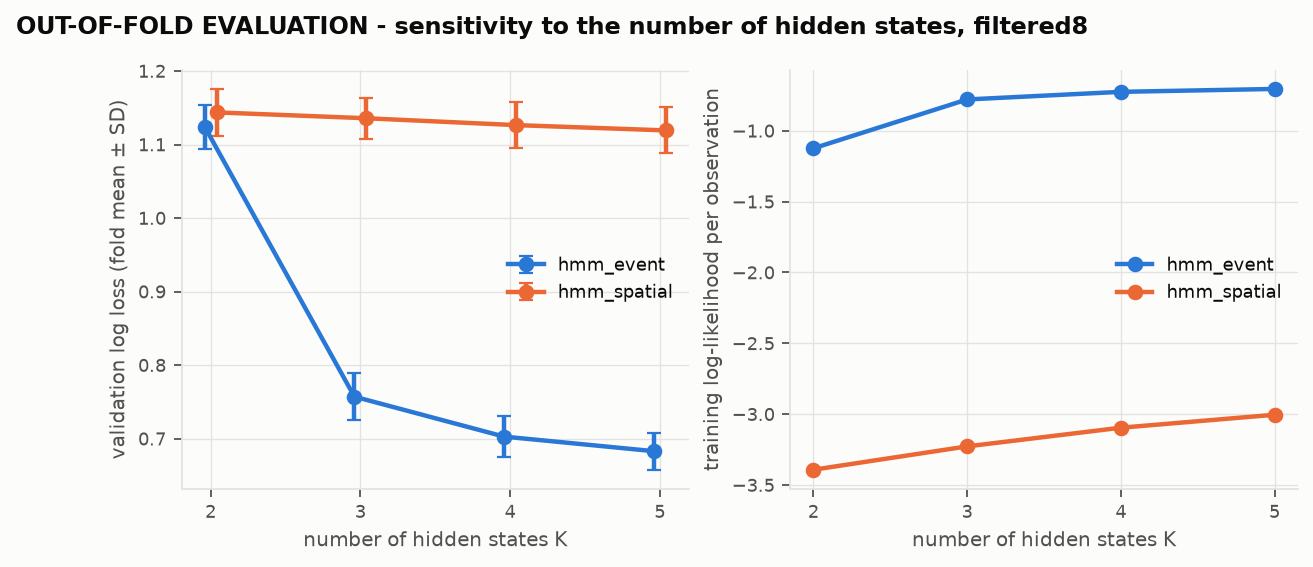 OUT-OF-FOLD EVALUATION - sensitivity to the number of hidden states, filtered8
validation log loss (fold mean ± SD)
1.2
1.1
1.0
0.9
0.8
0.7
2
3
4
5
number of hidden states K
hmm_event
hmm_spatial
training log-likelihood per observation
−1.0
−1.5
−2.0
−2.5
−3.0
−3.5
2
3
4
5
number of hidden states K
hmm_event
hmm_spatial